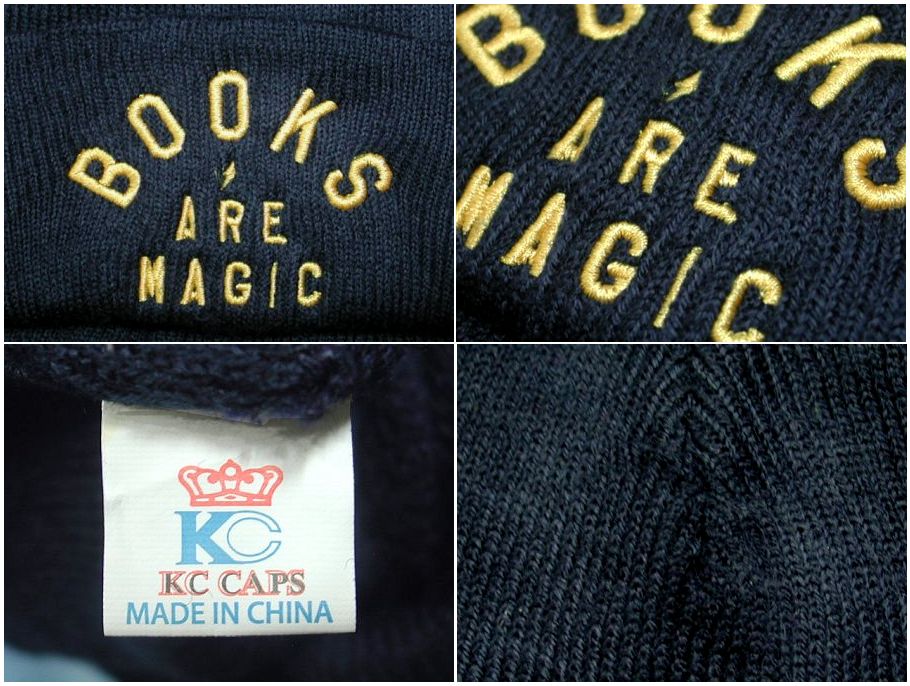 BOOKS
ARE
MAGIC
BOOKS
ARE
MAGIC
KC
KC CAPS
MADE IN CHINA